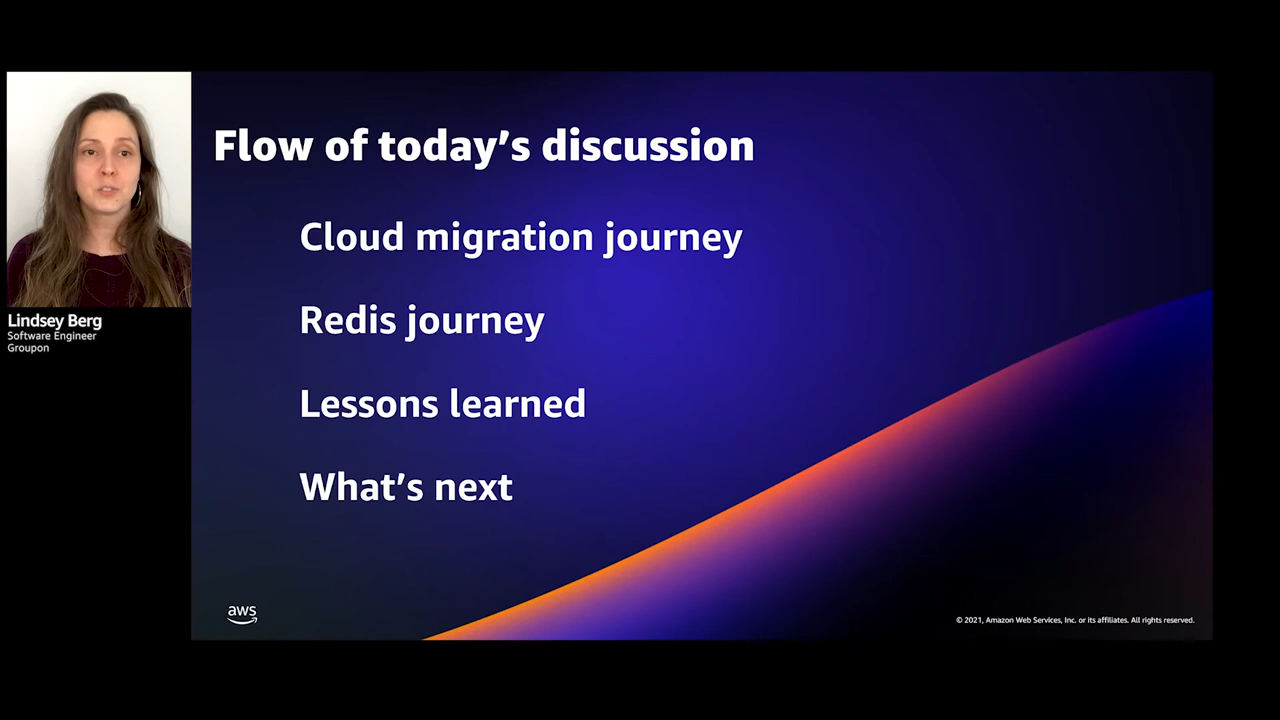 Flow of today’s discussion
Cloud migration journey
Redis journey
Lessons learned
What’s next
Lindsey Berg
Software Engineer
Groupon
aws
© 2021, Amazon Web Services, Inc. or its affiliates. All rights reserved.